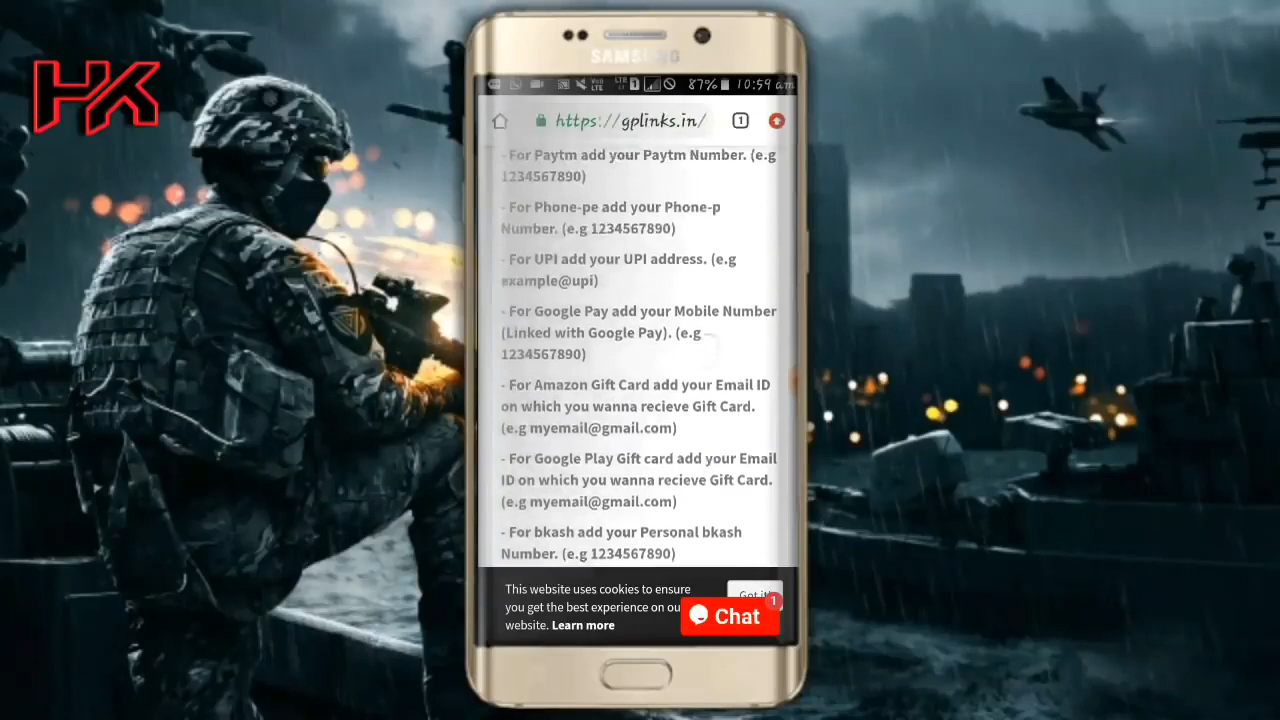 HK
SAMSUNG
87% 10:59 am
https://gplinks.in/ 1
- For Paytm add your Paytm Number. (e.g
1234567890)
- For Phone-pe add your Phone-p
Number. (e.g 1234567890)
- For UPI add your UPI address. (e.g
example@upi)
- For Google Pay add your Mobile Number
(Linked with Google Pay). (e.g
1234567890)
- For Amazon Gift Card add your Email ID
on which you wanna recieve Gift Card.
(e.g myemail@gmail.com)
- For Google Play Gift card add your Email
ID on which you wanna recieve Gift Card.
(e.g myemail@gmail.com)
- For bkash add your Personal bkash
Number. (e.g 1234567890)
This website uses cookies to ensure
you get the best experience on ou
website. Learn more
Got it!
Chat 1